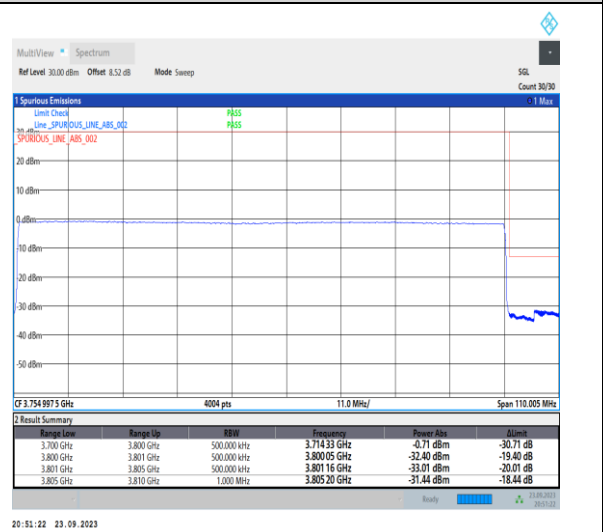 MultiView Spectrum
Ref Level 30.00 dBm Offset 8.52 dB Mode Sweep SGL
Count 30/30
1 Spurious Emissions 1 Max
Limit Check PASS
Line _SPURIOUS_LINE_ABS_002 PASS
_SPURIOUS_LINE_ABS_002
20 dBm
10 dBm
0 dBm
-10 dBm
-20 dBm
-30 dBm
-40 dBm
-50 dBm
CF 3.754 997 5 GHz 4004 pts 11.0 MHz/ Span 110.005 MHz
2 Result Summary
Range Low Range Up RBW Frequency Power Abs ΔLimit
3.700 GHz 3.800 GHz 500.000 kHz 3.714 33 GHz -0.71 dBm -30.71 dB
3.800 GHz 3.801 GHz 500.000 kHz 3.800 05 GHz -32.40 dBm -19.40 dB
3.801 GHz 3.805 GHz 500.000 kHz 3.801 16 GHz -33.01 dBm -20.01 dB
3.805 GHz 3.810 GHz 1.000 MHz 3.805 20 GHz -31.44 dBm -18.44 dB
Ready 23.09.2023
20:51:22
20:51:22 23.09.2023